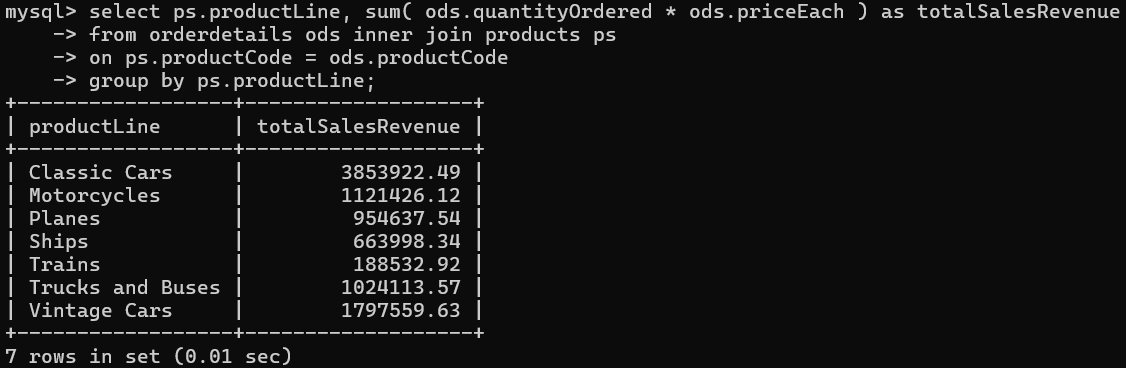 mysql> select ps.productLine, sum( ods.quantityOrdered * ods.priceEach ) as totalSalesRevenue
    -> from orderdetails ods inner join products ps
    -> on ps.productCode = ods.productCode
    -> group by ps.productLine;
+------------------+-------------------+
| productLine      | totalSalesRevenue |
+------------------+-------------------+
| Classic Cars     |        3853922.49 |
| Motorcycles      |        1121426.12 |
| Planes           |         954637.54 |
| Ships            |         663998.34 |
| Trains           |         188532.92 |
| Trucks and Buses |        1024113.57 |
| Vintage Cars     |        1797559.63 |
+------------------+-------------------+
7 rows in set (0.01 sec)